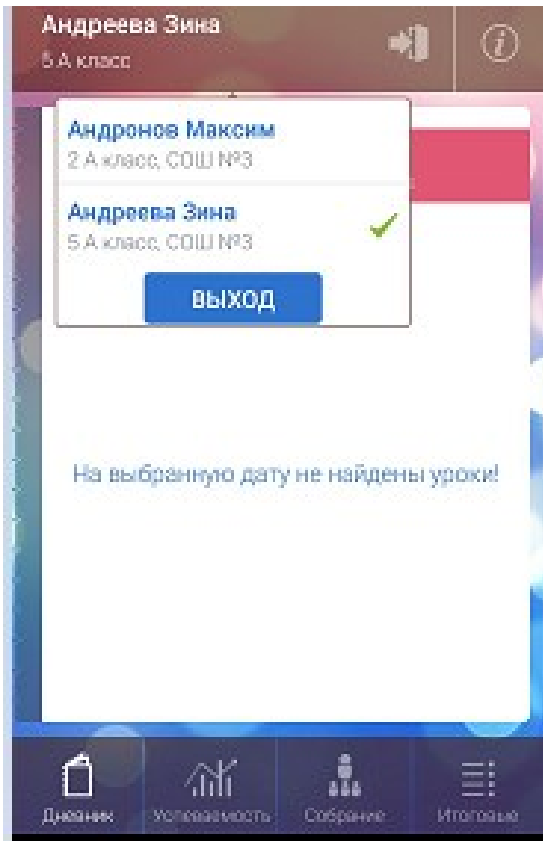 Андреева Зина
5 А класс
Андронов Максим
2 А класс, СОШ №3
Андреева Зина
5 А класс, СОШ №3
ВЫХОД
На выбранную дату не найдены уроки!
Дневник
Успеваемость
Собрание
Итоговые